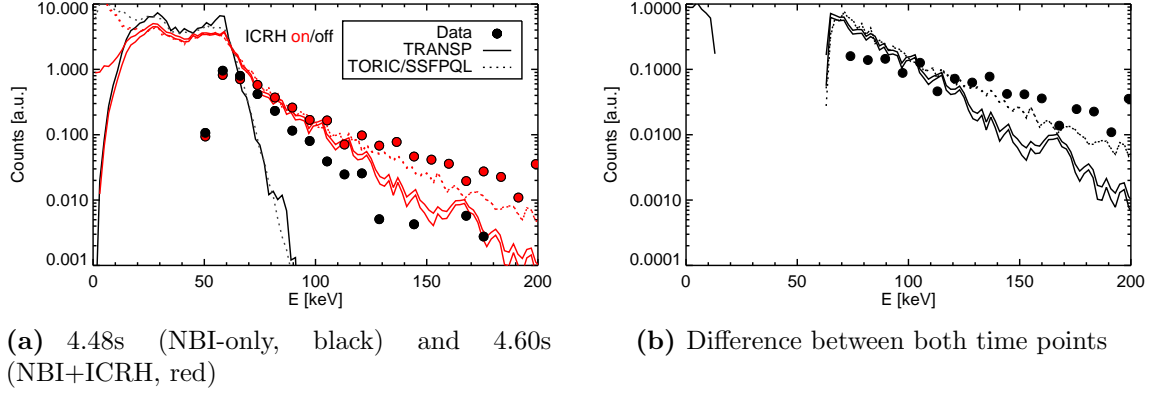 10.000
1.000
0.100
0.010
0.001
Counts [a.u.]
0 50 100 150 200
E [keV]
ICRH on/off
Data
TRANSP
TORIC/SSFPQL
1.0000
0.1000
0.0100
0.0010
0.0001
Counts [a.u.]
0 50 100 150 200
E [keV]
(a) 4.48s (NBI-only, black) and 4.60s
(NBI+ICRH, red)
(b) Difference between both time points